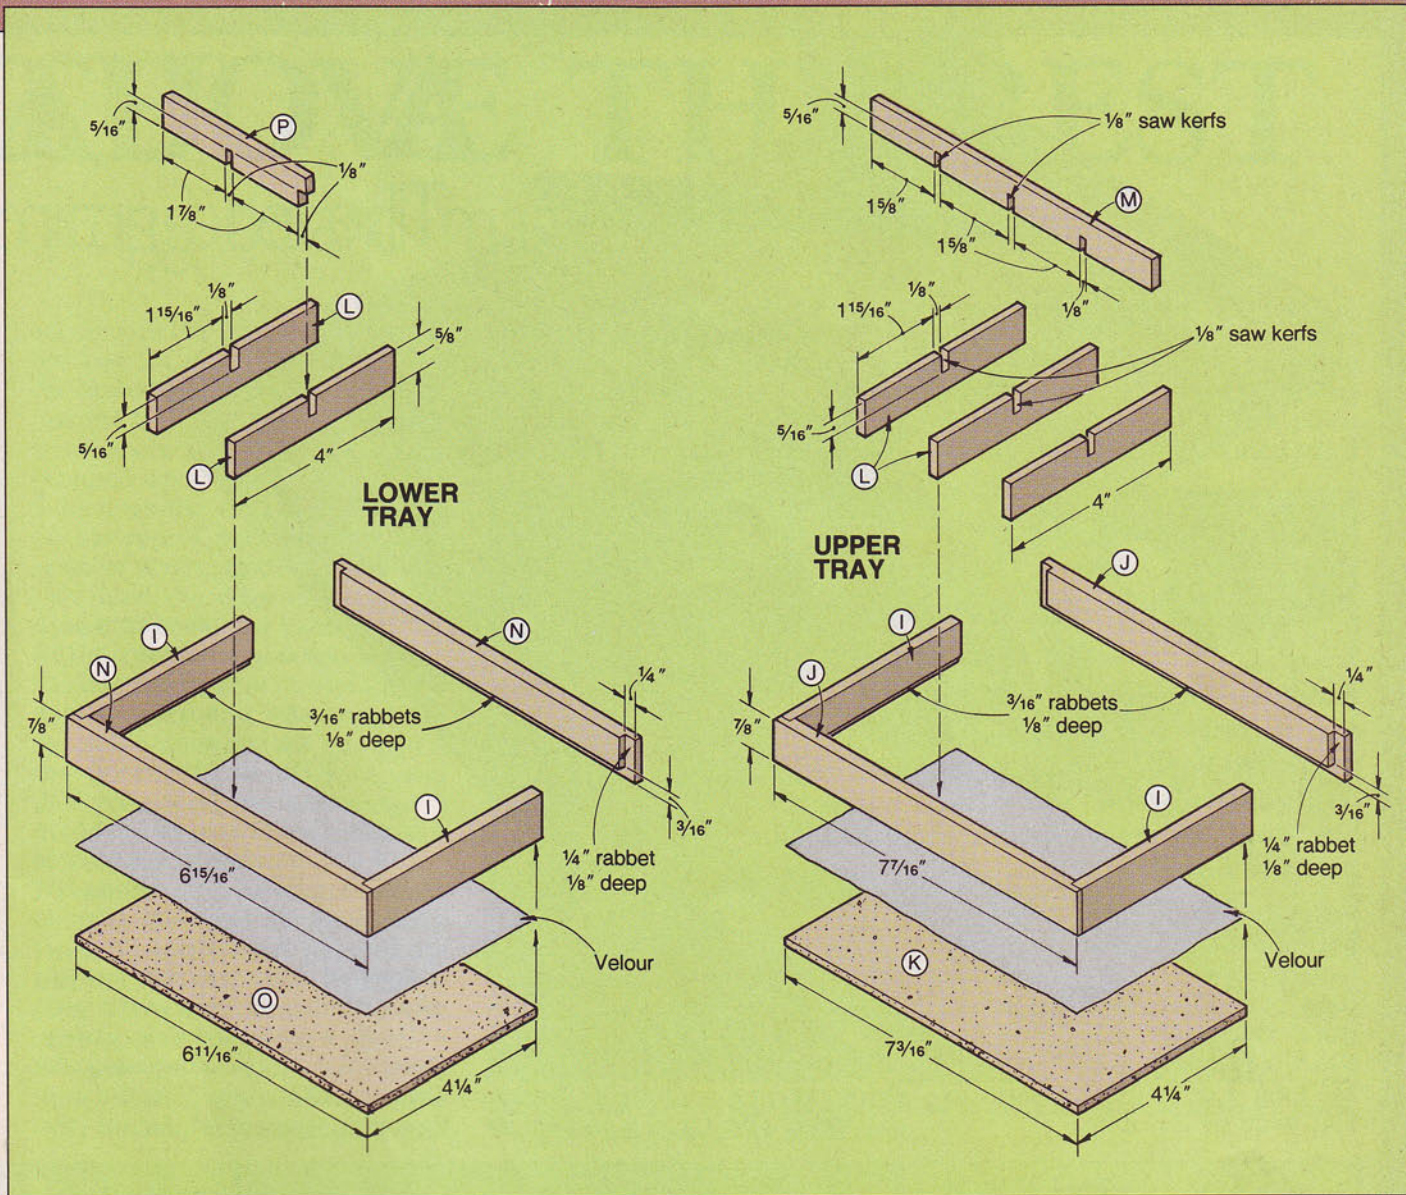 5/16″
P
1/8″
1 7/8″
1/8″
1 15/16″
L
5/8″
5/16″
L
4″
LOWER
TRAY
I
N
N
7/8″
1/4″
3/16″ rabbets
1/8″ deep
I
3/16″
1/4″ rabbet
1/8″ deep
6 15/16″
Velour
O
6 11/16″
4 1/4″
5/16″
1/8″ saw kerfs
M
1 5/8″
1 5/8″
1/8″
1/8″
1 15/16″
1/8″ saw kerfs
5/16″
L
4″
UPPER
TRAY
J
I
J
7/8″
1/4″
3/16″ rabbets
1/8″ deep
I
3/16″
1/4″ rabbet
1/8″ deep
7 7/16″
Velour
K
7 3/16″
4 1/4″